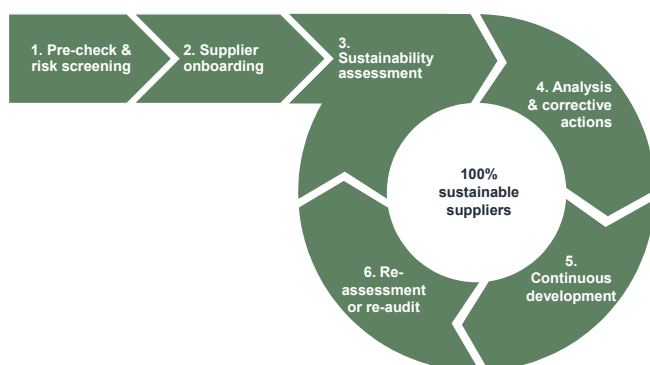 1. Pre-check &
risk screening
2. Supplier
onboarding
3.
Sustainability
assessment
4. Analysis
& corrective
actions
100%
sustainable
suppliers
5.
Continuous
development
6. Re-
assessment
or re-audit